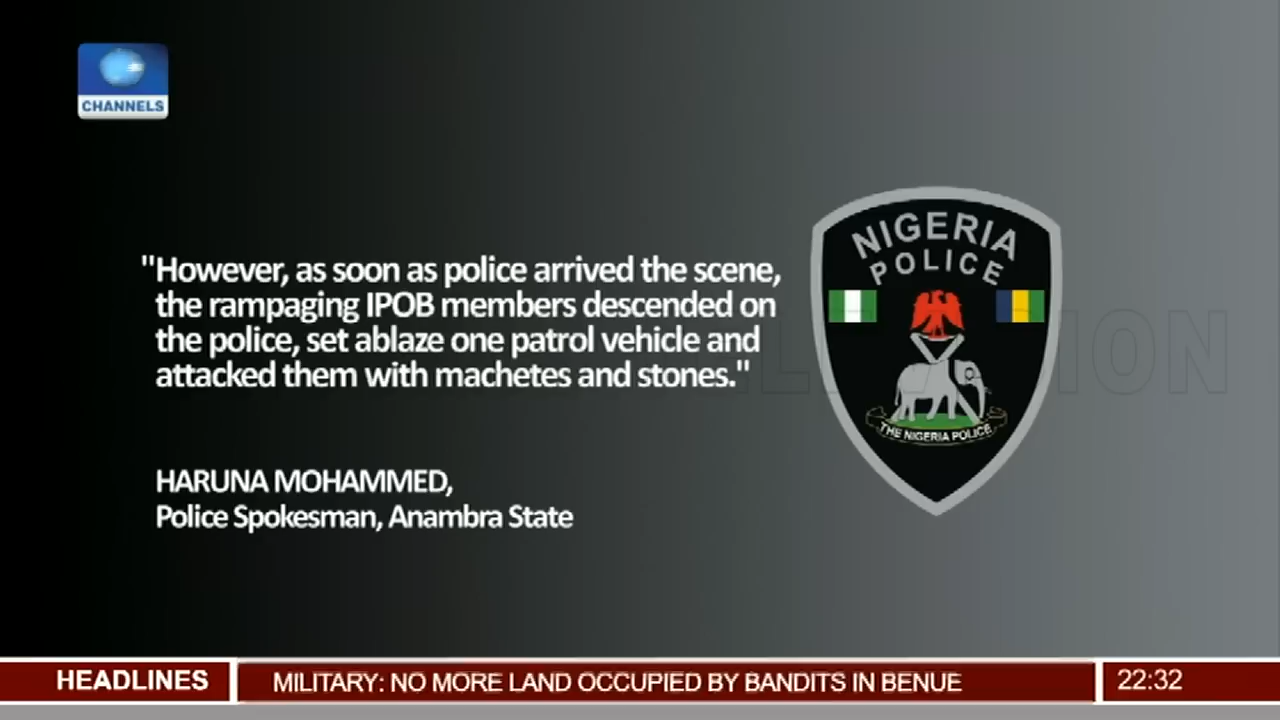 CHANNELS
"However, as soon as police arrived the scene,
the rampaging IPOB members descended on
the police, set ablaze one patrol vehicle and
attacked them with machetes and stones."
HARUNA MOHAMMED,
Police Spokesman, Anambra State
NIGERIA
POLICE
THE NIGERIA POLICE
HEADLINES
MILITARY: NO MORE LAND OCCUPIED BY BANDITS IN BENUE
22:32